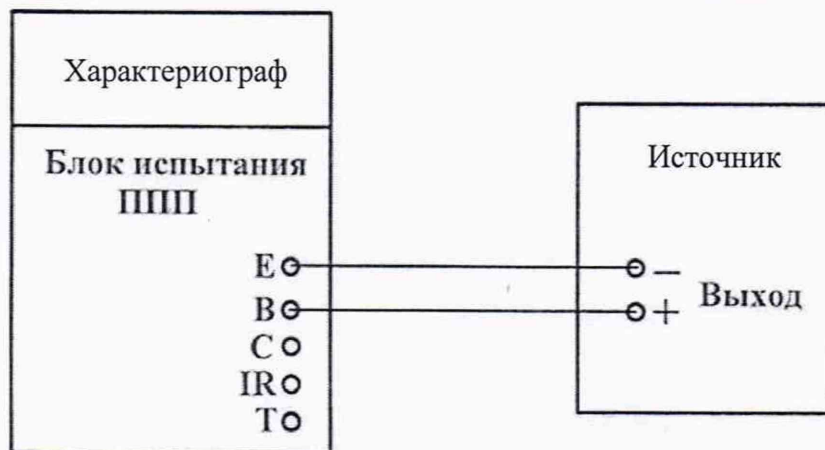 Характериограф
Блок испытания
ППП
E
B
C
IR
T
Источник
−
Выход
+